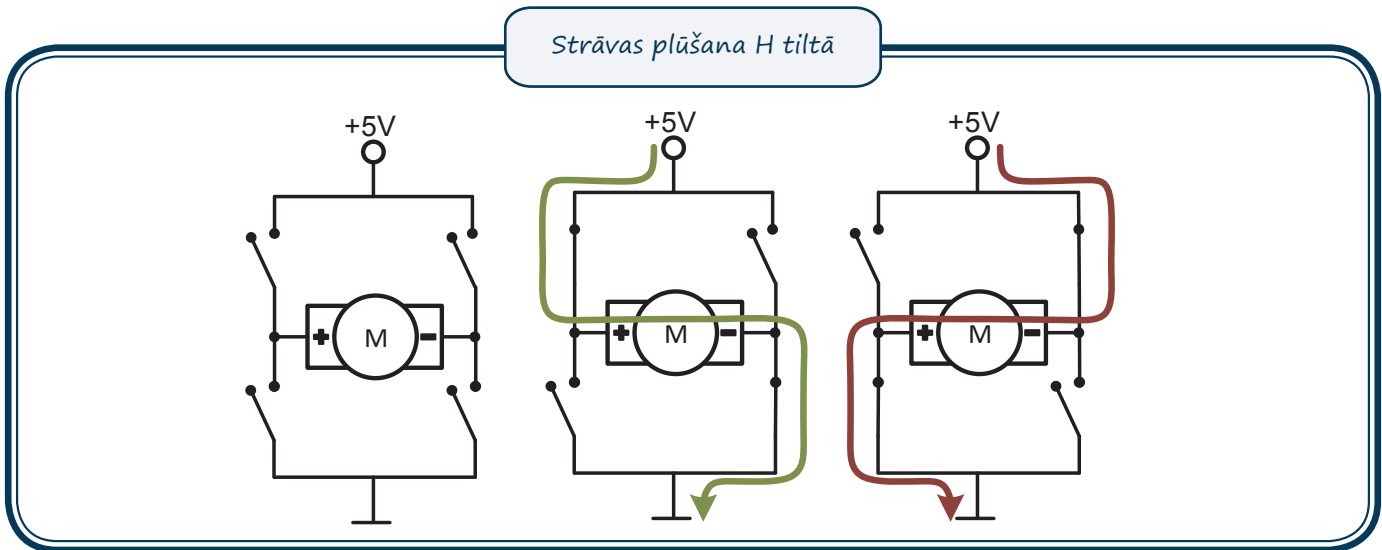 Strāvas plūšana H tiltā
+5V
+5V
+5V
+ M -
+ M -
+ M -